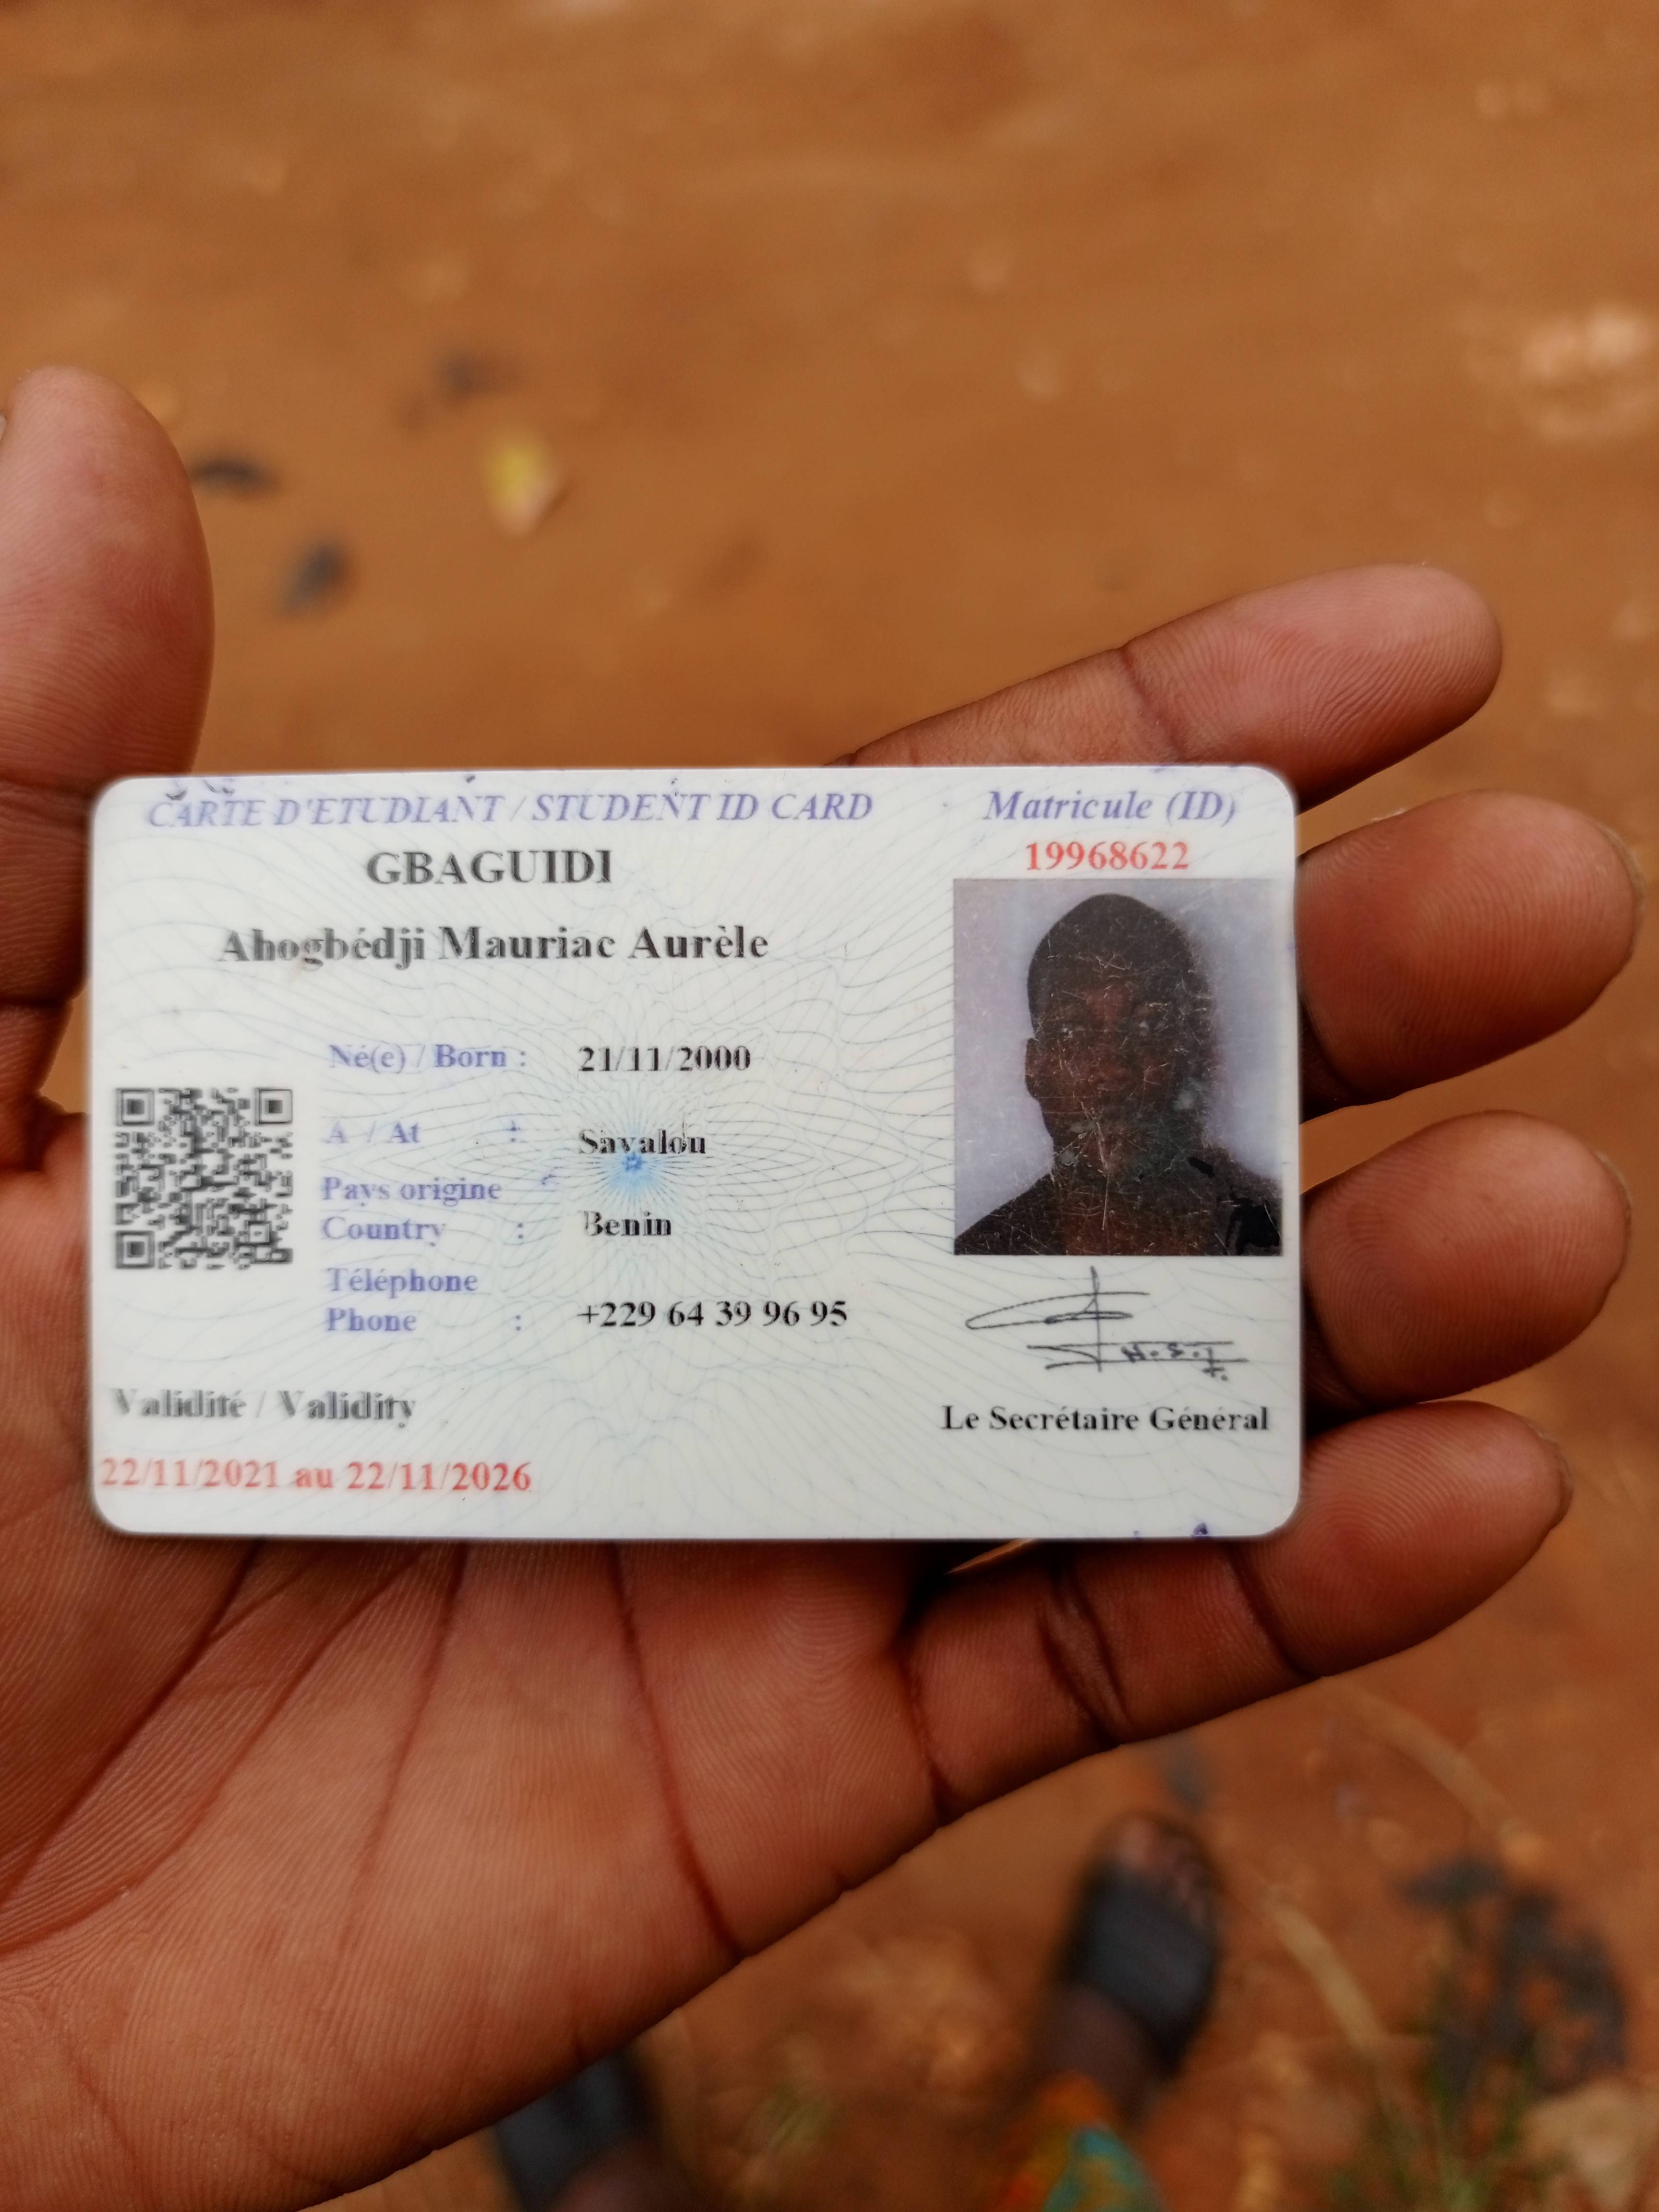 CARTE D'ETUDIANT / STUDENT ID CARD
Matricule (ID)
19968622
GBAGUIDI
Ahogbédji Mauriac Aurèle
Né(e) / Born : 21/11/2000
A / At : Savalou
Pays origine
Country : Benin
Téléphone
Phone : +229 64 39 96 95
Validité / Validity
22/11/2021 au 22/11/2026
Le Secrétaire Général